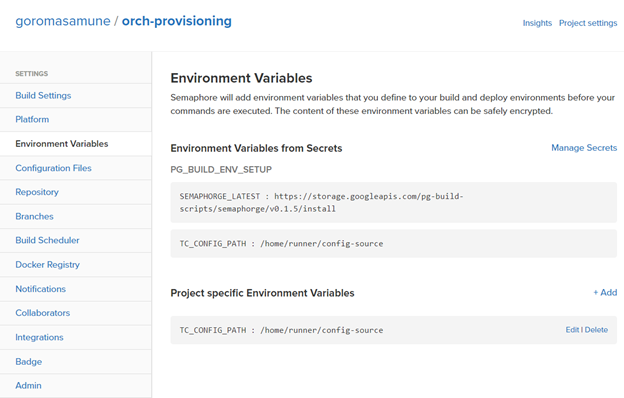 goromasamune / orch-provisioning
Insights Project settings
SETTINGS
Build Settings
Platform
Environment Variables
Configuration Files
Repository
Branches
Build Scheduler
Docker Registry
Notifications
Collaborators
Integrations
Badge
Admin
Environment Variables
Semaphore will add environment variables that you define to your build and deploy environments before your
commands are executed. The content of these environment variables can be safely encrypted.
Environment Variables from Secrets
Manage Secrets
PG_BUILD_ENV_SETUP
SEMAPHORGE_LATEST : https://storage.googleapis.com/pg-build-
scripts/semaphorge/v0.1.5/install
TC_CONFIG_PATH : /home/runner/config-source
Project specific Environment Variables
+ Add
TC_CONFIG_PATH : /home/runner/config-source
Edit | Delete